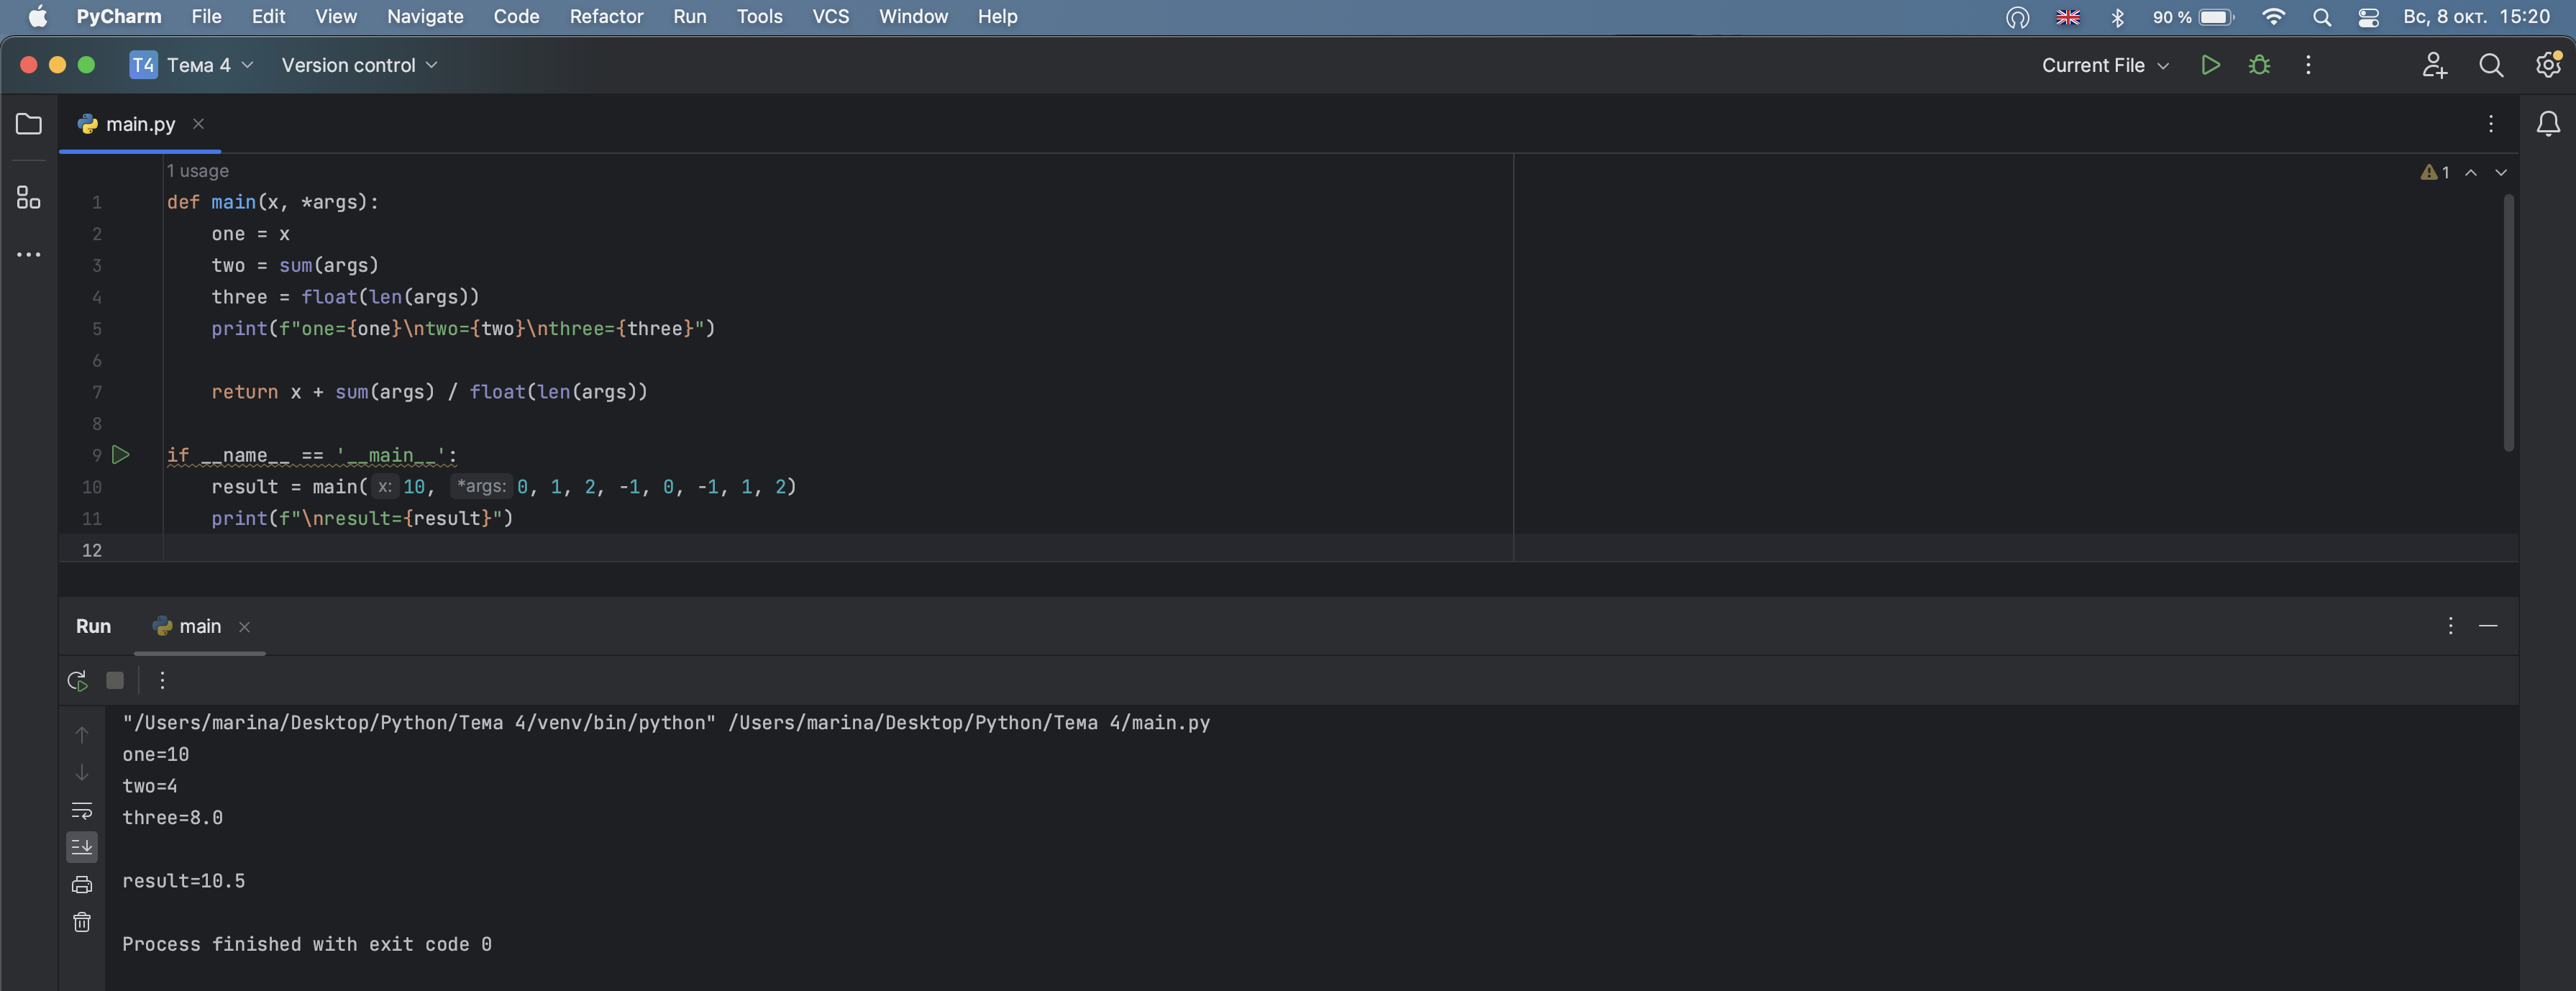 PyCharm File Edit View Navigate Code Refactor Run Tools VCS Window Help 90 % Вс, 8 окт. 15:20
T4 Тема 4 Version control Current File
main.py
1 usage
1
1 def main(x, *args):
2 one = x
3 two = sum(args)
4 three = float(len(args))
5 print(f"one={one}\ntwo={two}\nthree={three}")
6
7 return x + sum(args) / float(len(args))
8
9 if __name__ == '__main__':
10 result = main( x: 10, *args: 0, 1, 2, -1, 0, -1, 1, 2)
11 print(f"\nresult={result}")
12
Run main
"/Users/marina/Desktop/Python/Тема 4/venv/bin/python" /Users/marina/Desktop/Python/Тема 4/main.py
one=10
two=4
three=8.0
result=10.5
Process finished with exit code 0